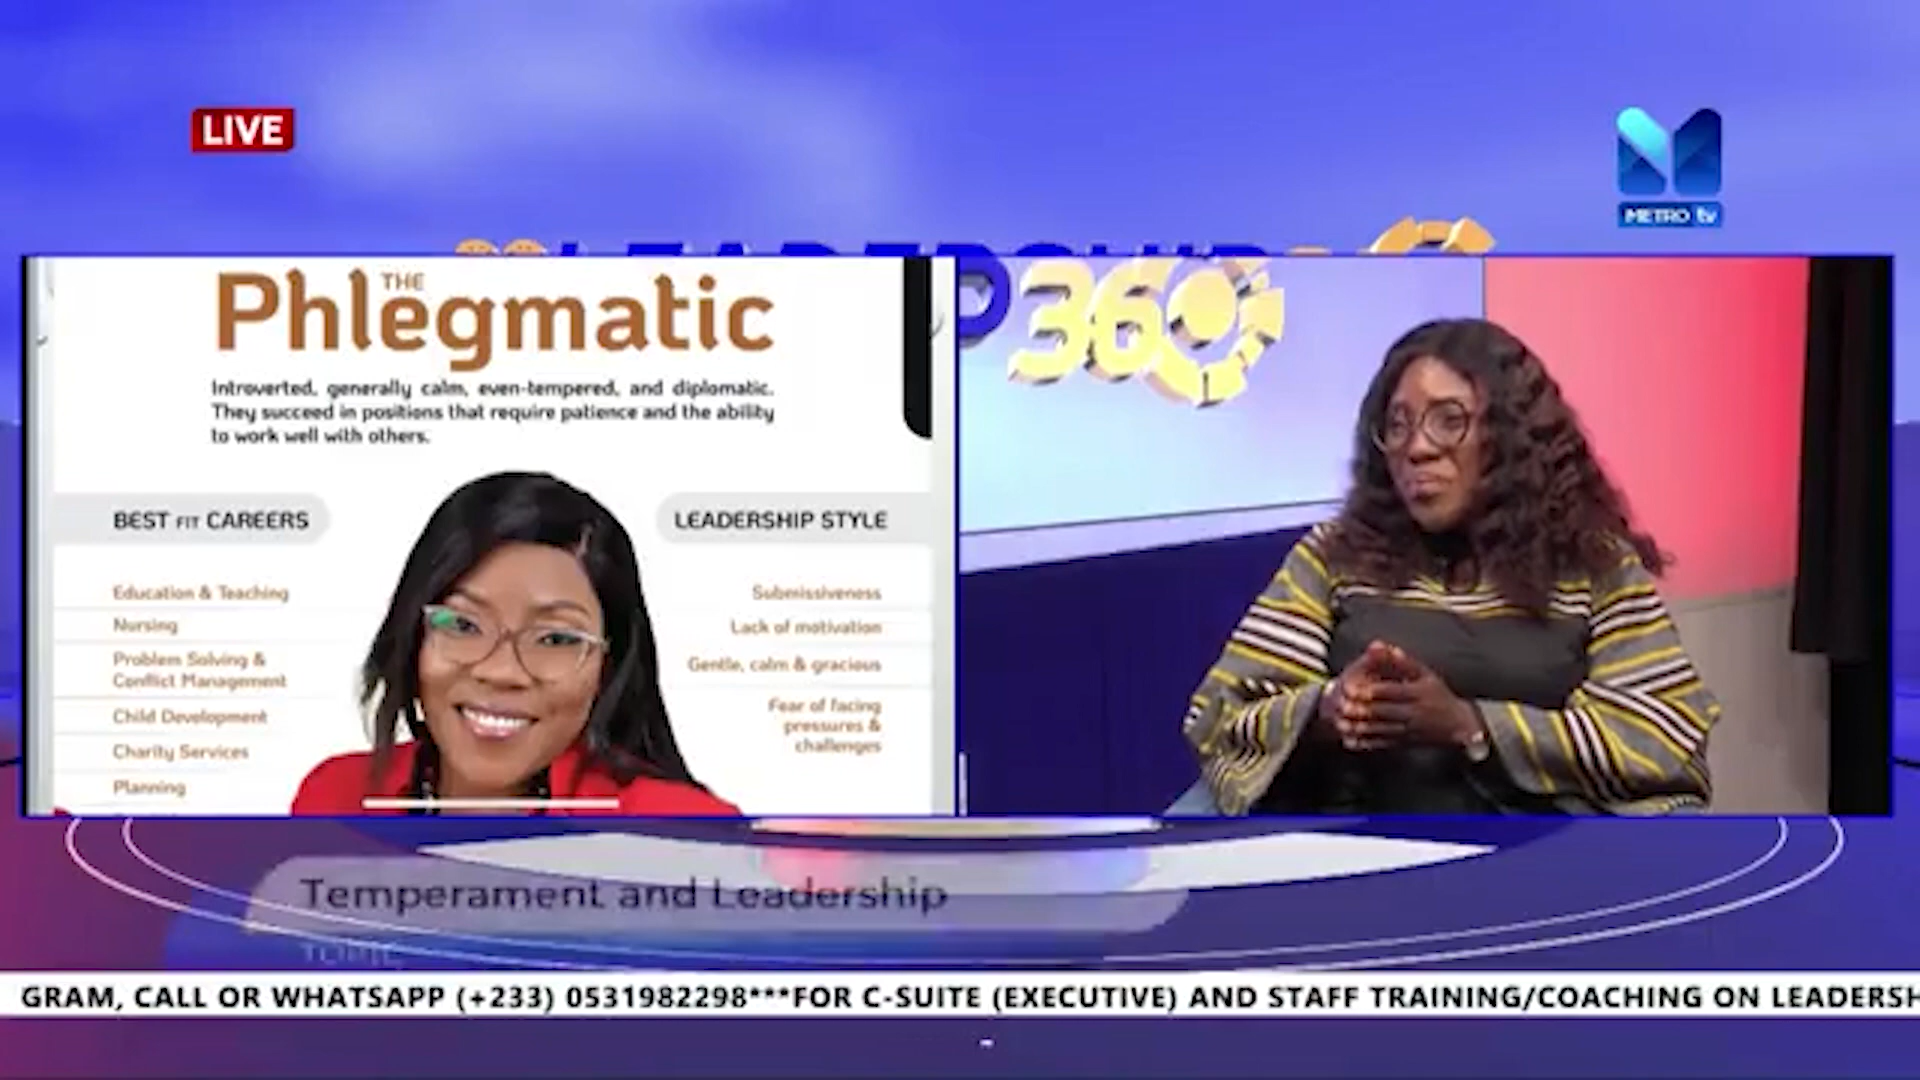 LIVE
METRO tv
THE
Phlegmatic
Introverted, generally calm, even-tempered, and diplomatic.
They succeed in positions that require patience and the ability
to work well with others.
BEST FIT CAREERS
Education & Teaching
Nursing
Problem Solving &
Conflict Management
Child Development
Charity Services
Planning
LEADERSHIP STYLE
Submissiveness
Lack of motivation
Gentle, calm & gracious
Fear of facing
pressures &
challenges
P360
Temperament and Leadership
TOPIC
GRAM, CALL OR WHATSAPP (+233) 0531982298***FOR C-SUITE (EXECUTIVE) AND STAFF TRAINING/COACHING ON LEADERSH